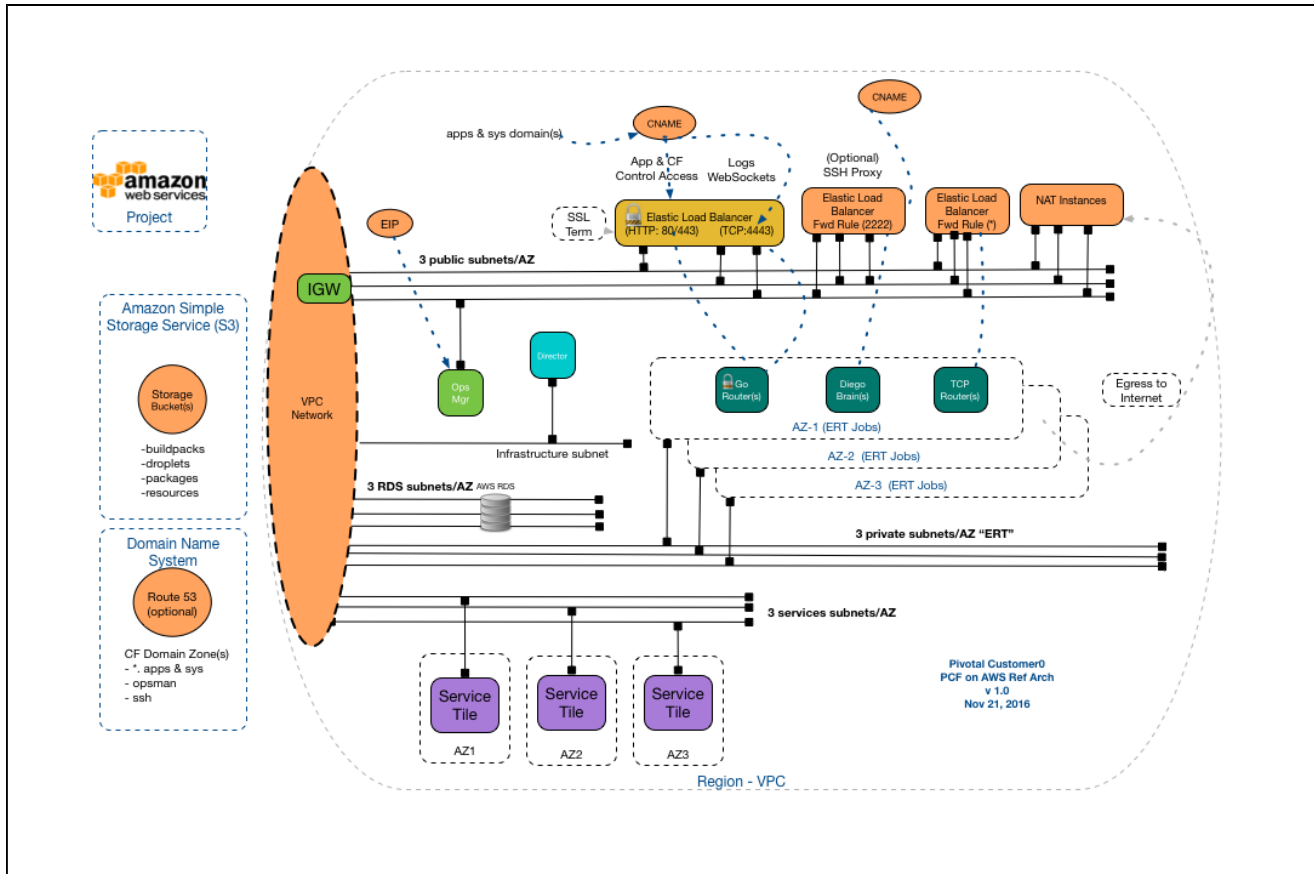 amazon
web services
Project
Amazon Simple
Storage Service (S3)
Storage
Bucket(s)
-buildpacks
-droplets
-packages
-resources
Domain Name
System
Route 53
(optional)
CF Domain Zone(s)
- *. apps & sys
- opsman
- ssh
VPC
Network
IGW
EIP
apps & sys domain(s)
CNAME
CNAME
App & CF
Control Access
Logs
WebSockets
(Optional)
SSH Proxy
SSL
Term
Elastic Load Balancer
(HTTP: 80/443) (TCP:4443)
Elastic Load
Balancer
Fwd Rule (2222)
Elastic Load
Balancer
Fwd Rule (*)
NAT Instances
3 public subnets/AZ
Ops
Mgr
Director
Infrastructure subnet
Go
Router(s)
Diego
Brain(s)
TCP
Router(s)
AZ-1 (ERT Jobs)
AZ-2 (ERT Jobs)
AZ-3 (ERT Jobs)
Egress to
Internet
3 RDS subnets/AZ
AWS RDS
3 private subnets/AZ “ERT”
3 services subnets/AZ
Service
Tile
AZ1
Service
Tile
AZ2
Service
Tile
AZ3
Pivotal Customer0
PCF on AWS Ref Arch
v 1.0
Nov 21, 2016
Region - VPC